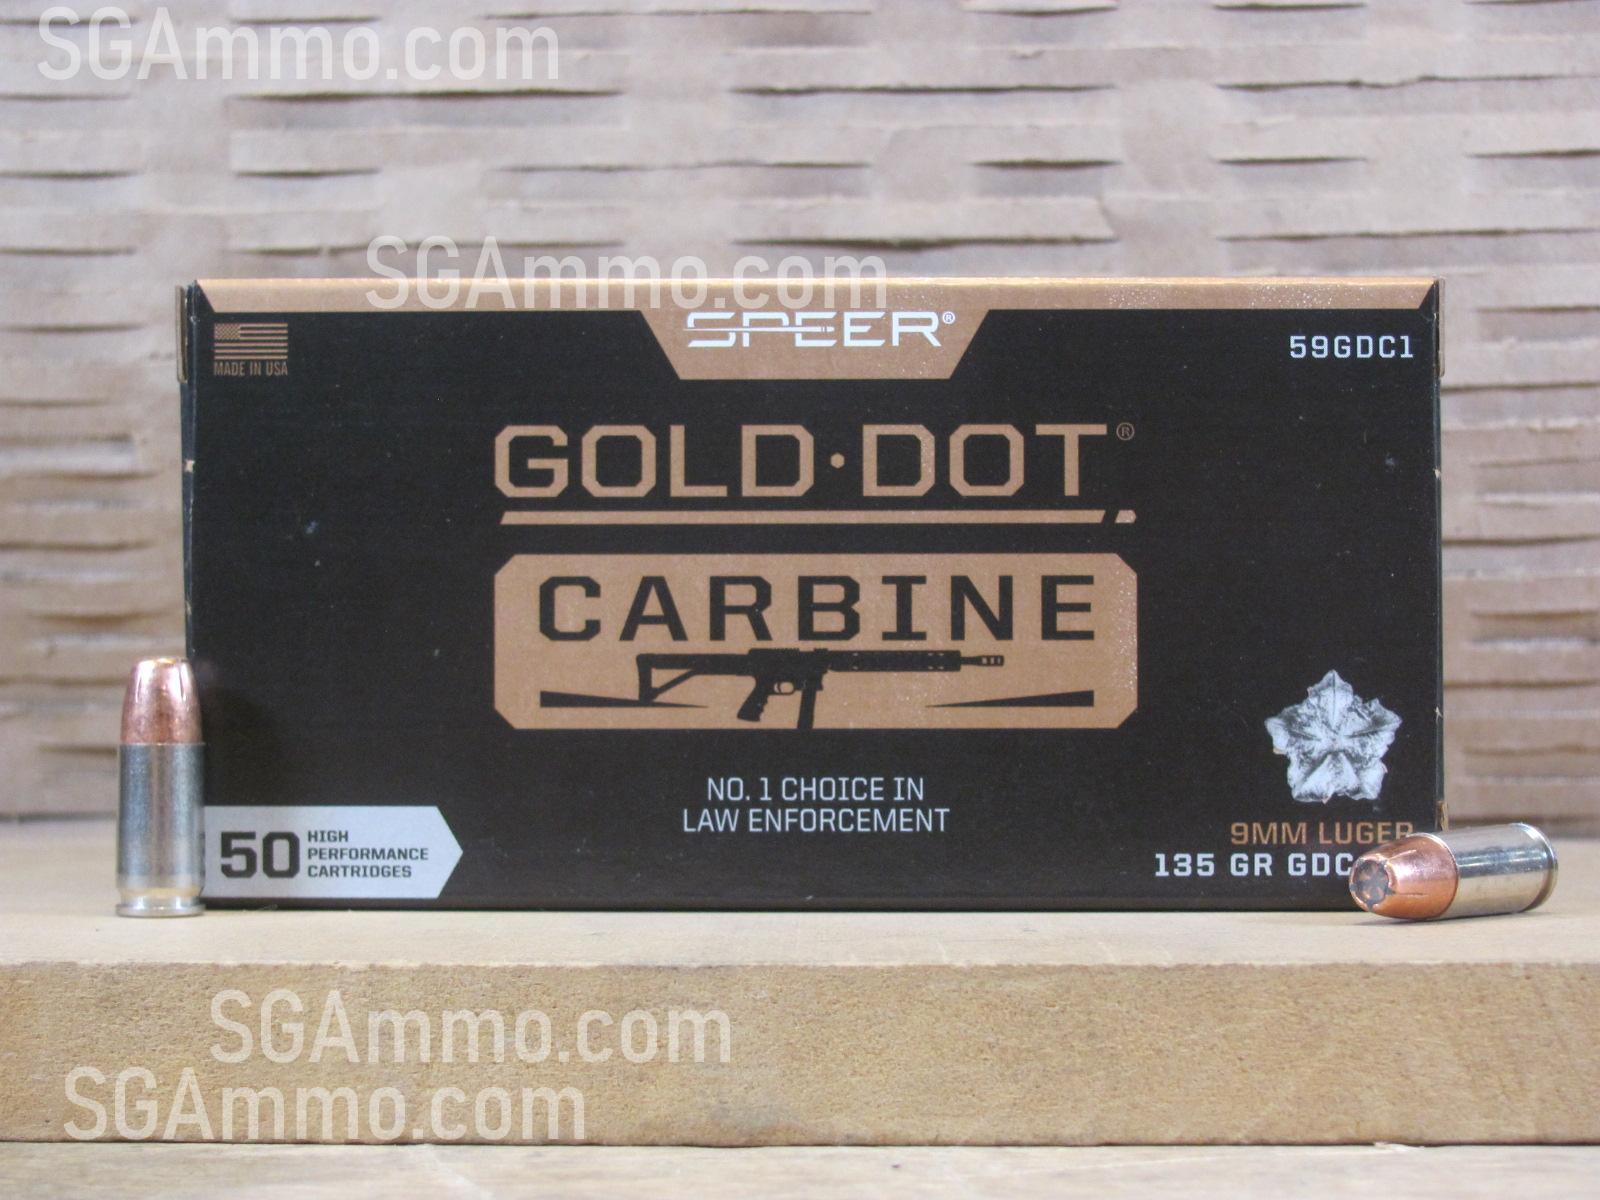 SGAmmo.com
SGAmmo.com
SPEER®
MADE IN USA
59GDC1
GOLD·DOT®
CARBINE
NO. 1 CHOICE IN
LAW ENFORCEMENT
50 HIGH
PERFORMANCE
CARTRIDGES
9MM LUGER
135 GR GDC
SGAmmo.com
SGAmmo.com